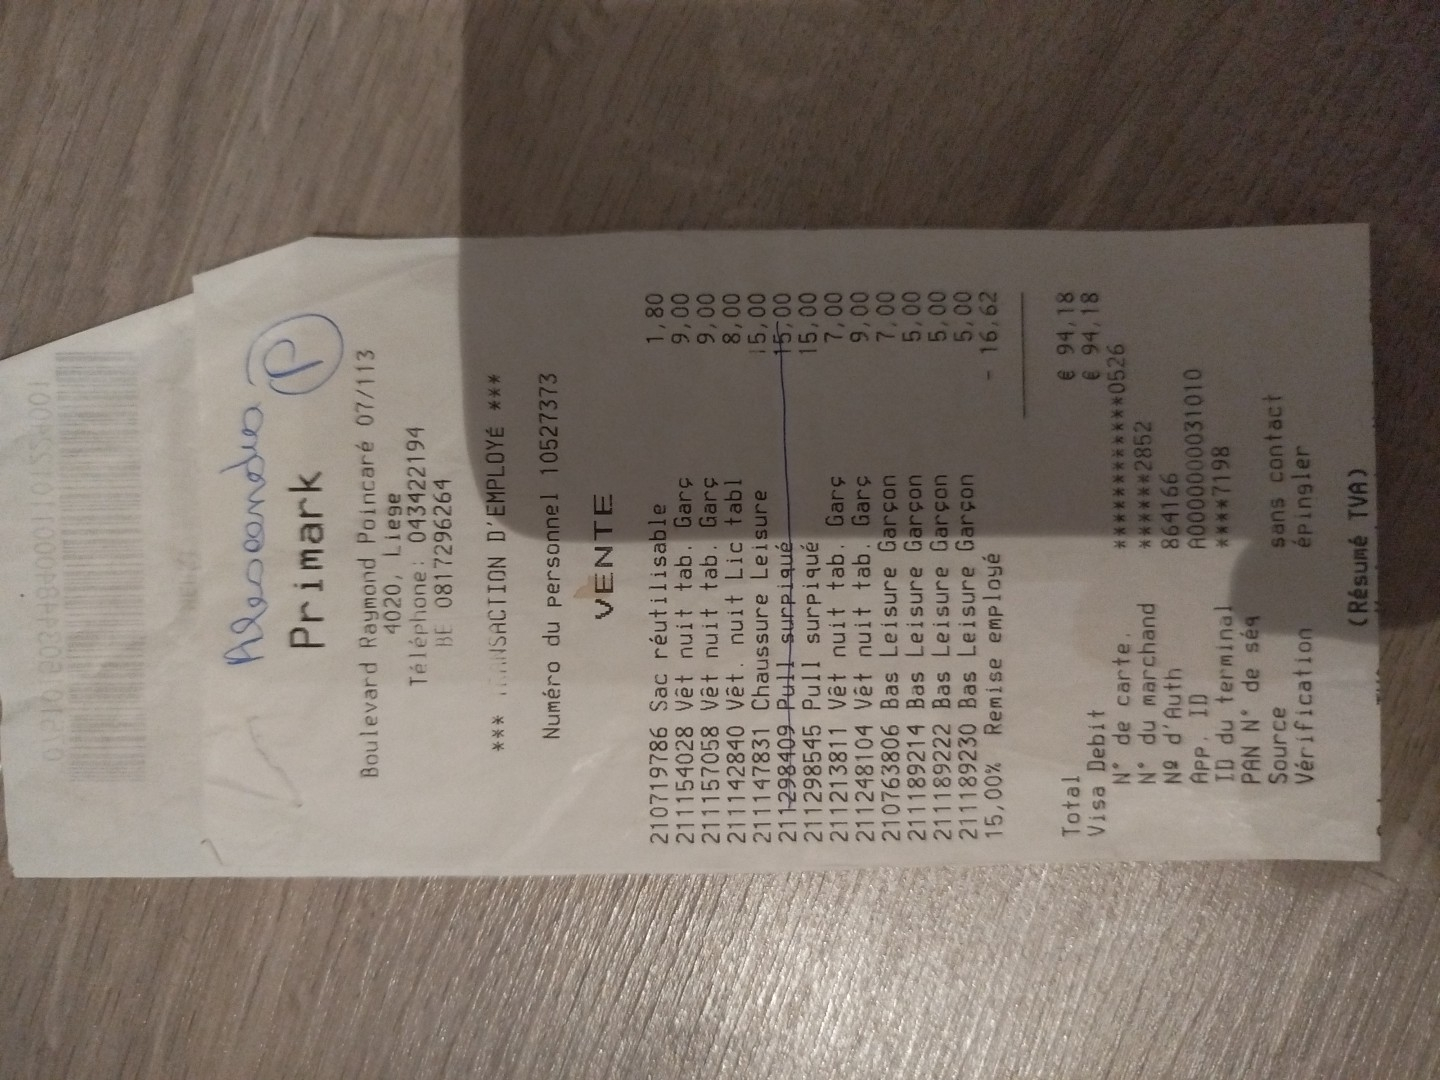 Alessandro P
Primark
Boulevard Raymond Poincaré 07/113
4020, Liege
Téléphone: 043422194
BE 0817296264
*** TRANSACTION D'EMPLOYÉ ***
Numéro du personnel 10527373
VENTE
210719786 Sac réutilisable 1,80
211154028 Vêt nuit tab. Garç 9,00
211157058 Vêt nuit tab. Garç 9,00
211142840 Vêt. nuit Lic tabl 8,00
211147831 Chaussure Leisure 15,00
211298409 Pull surpiqué 15,00
211298545 Pull surpiqué 15,00
211213811 Vêt nuit tab. Garç 7,00
211248104 Vêt nuit tab. Garç 9,00
210763806 Bas Leisure Garçon 7,00
211189214 Bas Leisure Garçon 5,00
211189222 Bas Leisure Garçon 5,00
211189230 Bas Leisure Garçon 5,00
15,00% Remise employé - 16,62
Total € 94,18
Visa Debit € 94,18
N° de carte. ************0526
N° du marchand *****2852
Nº d'Auth 864166
App. ID A0000000031010
ID du terminal ****7198
PAN N° de séq
Source sans contact
Vérification épingler
(Résumé TVA)